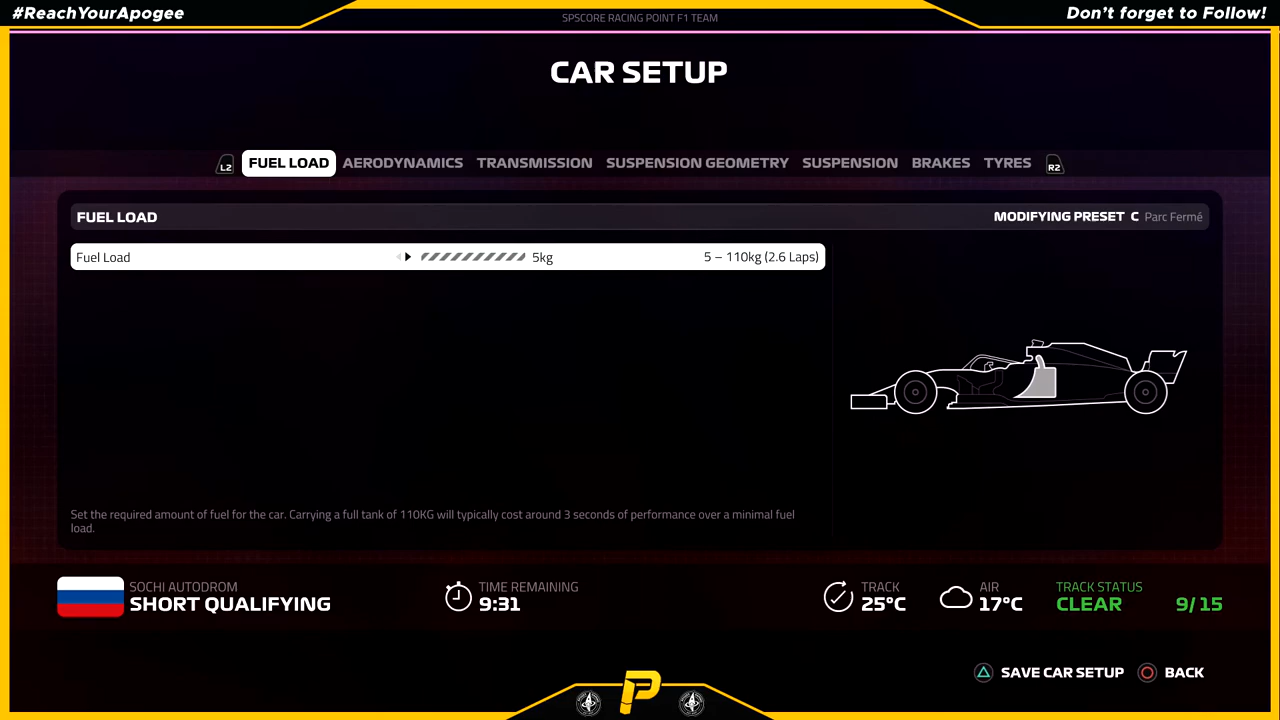 #ReachYourApogee
SPSCORE RACING POINT F1 TEAM
Don't forget to Follow!
CAR SETUP
L2 FUEL LOAD AERODYNAMICS TRANSMISSION SUSPENSION GEOMETRY SUSPENSION BRAKES TYRES R2
FUEL LOAD
MODIFYING PRESET C Parc Fermé
Fuel Load 5kg 5 – 110kg (2.6 Laps)
Set the required amount of fuel for the car. Carrying a full tank of 110KG will typically cost around 3 seconds of performance over a minimal fuel
load.
SOCHI AUTODROM
SHORT QUALIFYING
TIME REMAINING
9:31
TRACK
25°C
AIR
17°C
TRACK STATUS
CLEAR
9/15
SAVE CAR SETUP
BACK
P